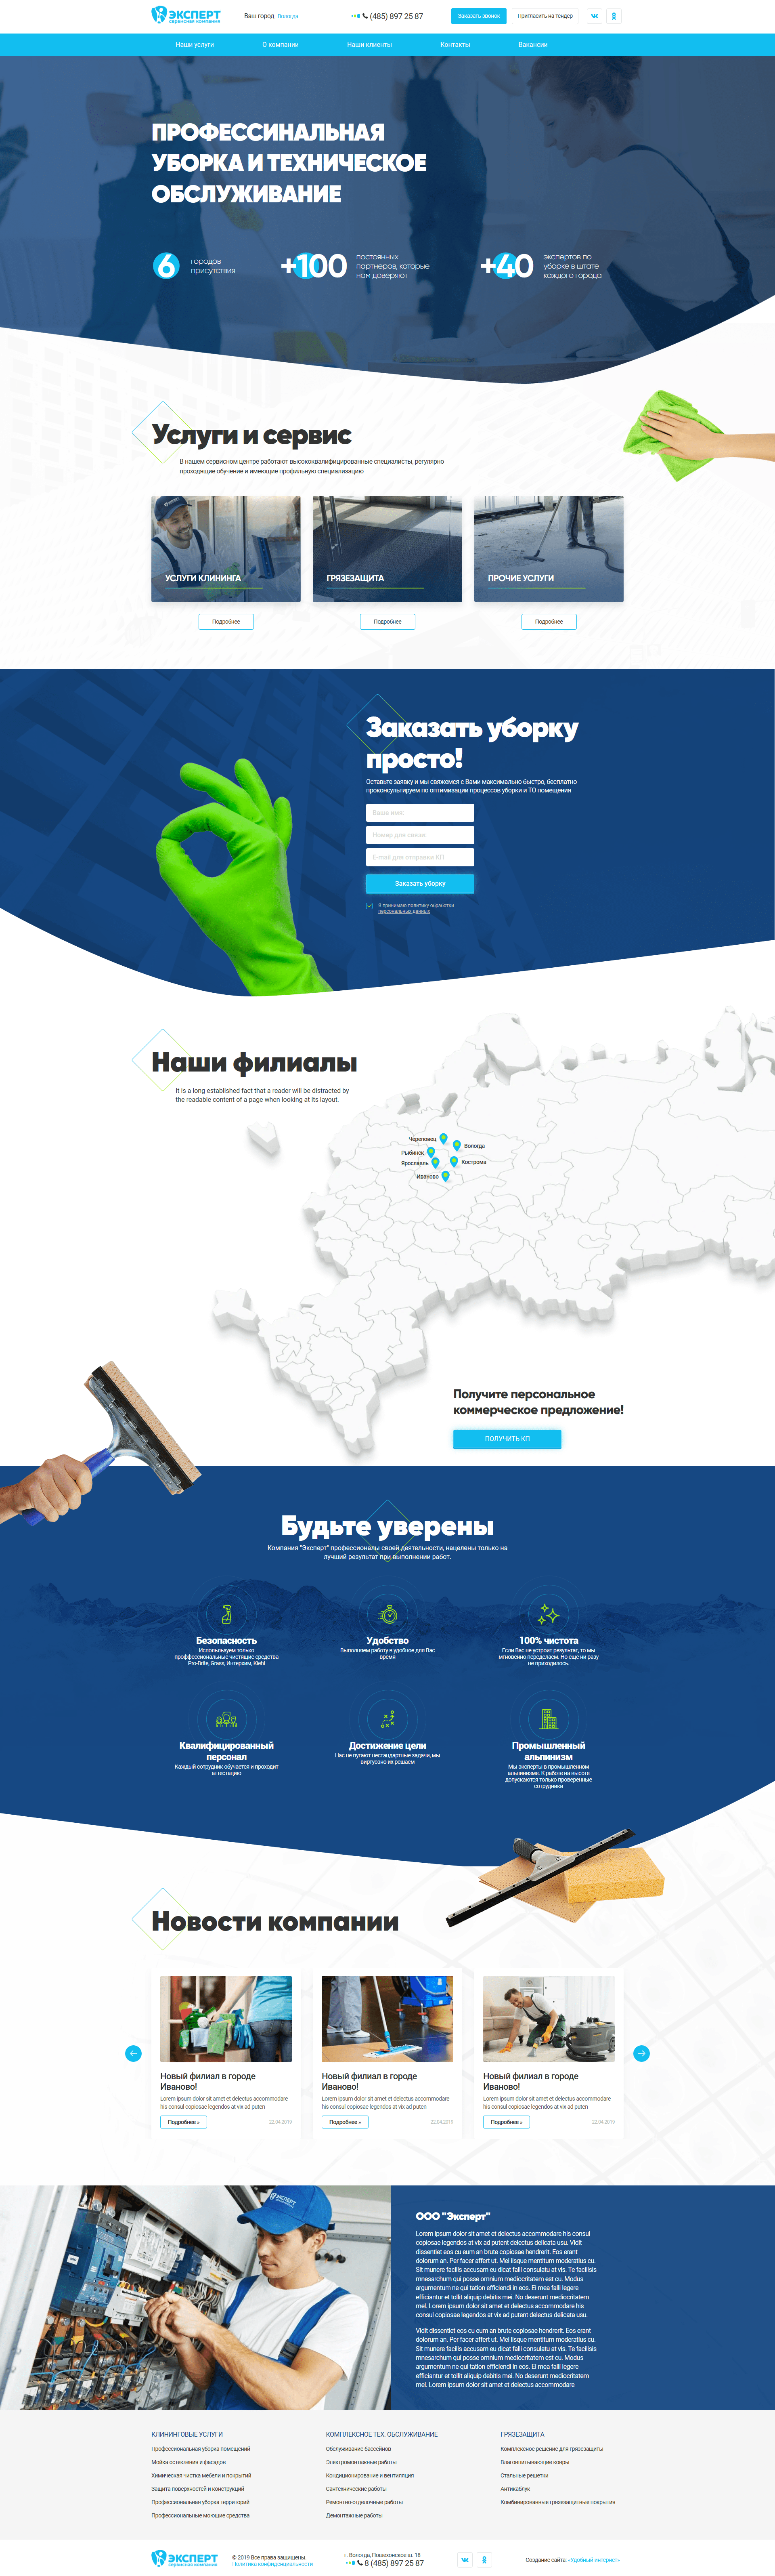 ЭКСПЕРТ
сервисная компания
Ваш город Вологда
(485) 897 25 87
Заказать звонок
Пригласить на тендер
Наши услуги
О компании
Наши клиенты
Контакты
Вакансии
ПРОФЕССИНАЛЬНАЯ
УБОРКА И ТЕХНИЧЕСКОЕ
ОБСЛУЖИВАНИЕ
6
городов
присутствия
+100
постоянных
партнеров, которые
нам доверяют
+40
экспертов по
уборке в штате
каждого города
Услуги и сервис
В нашем сервисном центре работают высококвалифицированные специалисты, регулярно
проходящие обучение и имеющие профильную специализацию
УСЛУГИ КЛИНИНГА
ГРЯЗЕЗАЩИТА
ПРОЧИЕ УСЛУГИ
Подробнее
Подробнее
Подробнее
Заказать уборку
просто!
Оставьте заявку и мы свяжемся с Вами максимально быстро, бесплатно
проконсультируем по оптимизации процессов уборки и ТО помещения
Ваше имя
Номер для связи
E-mail для отправки КП
Заказать уборку
Я принимаю политику обработки
персональных данных
Наши филиалы
It is a long established fact that a reader will be distracted by
the readable content of a page when looking at its layout.
Череповец
Вологда
Рыбинск
Ярославль
Кострома
Иваново
Получите персональное
коммерческое предложение!
ПОЛУЧИТЬ КП
Будьте уверены
Компания "Эксперт" профессионалы своей деятельности, нацелены только на
лучший результат при выполнении работ.
Безопасность
Используьзуем только
проффессиональные чистящие средства
Pro-Brite, Grass, Интерхим, Kiehl
Удобство
Выполняем работу в удобное для Вас
время
100% чистота
Если Вас не устроит результат, то мы
мгновенно переделаем. Но еще ни разу
не приходилось.
Квалифицированный
персонал
Каждый сотрудник обучается и проходит
аттестацию
Достижение цели
Нас не пугают нестандартные задачи, мы
виртуозно их решаем
Промышленный
альпинизм
Мы эксперты в промышленном
альпинизме. К работе на высоте
допускаются только проверенные
сотрудники
Новости компании
Новый филиал в городе
Иваново!
Lorem ipsum dolor sit amet et delectus accommodare
his consul copiosae legendos at vix ad puten
Подробнее »
22.04.2019
Новый филиал в городе
Иваново!
Lorem ipsum dolor sit amet et delectus accommodare
his consul copiosae legendos at vix ad puten
Подробнее »
22.04.2019
Новый филиал в городе
Иваново!
Lorem ipsum dolor sit amet et delectus accommodare
his consul copiosae legendos at vix ad puten
Подробнее »
22.04.2019
ЭКСПЕРТ
ООО "Эксперт"
Lorem ipsum dolor sit amet et delectus accommodare his consul
copiosae legendos at vix ad putent delectus delicata usu. Vidit
dissentiet eos cu eum an brute copiosae hendrerit. Eos erant
dolorum an. Per facer affert ut. Mei iisque mentitum moderatius cu.
Sit munere facilis accusam eu dicat falli consulatu at vis. Te facilisis
mnesarchum qui posse omnium mediocritatem est cu. Modus
argumentum ne qui tation efficiendi in eos. Ei mea falli legere
efficiantur et tollit aliquip debitis mei. No deserunt mediocritatem
mel. Lorem ipsum dolor sit amet et delectus accommodare his
consul copiosae legendos at vix ad putent delectus delicata usu.
Vidit dissentiet eos cu eum an brute copiosae hendrerit. Eos erant
dolorum an. Per facer affert ut. Mei iisque mentitum moderatius cu.
Sit munere facilis accusam eu dicat falli consulatu at vis. Te facilisis
mnesarchum qui posse omnium mediocritatem est cu. Modus
argumentum ne qui tation efficiendi in eos. Ei mea falli legere
efficiantur et tollit aliquip debitis mei. No deserunt mediocritatem
mel. Lorem ipsum dolor sit amet et delectus accommodare
КЛИНИНГОВЫЕ УСЛУГИ
Профессиональная уборка помещений
Мойка остекления и фасадов
Химическая чистка мебели и покрытий
Защита поверхностей и конструкций
Профессиональная уборка территорий
Профессиональные моющие средства
КОМПЛЕКСНОЕ ТЕХ. ОБСЛУЖИВАНИЕ
Обслуживание бассейнов
Электромонтажные работы
Кондиционирование и вентиляция
Сантехнические работы
Ремонтно-отделочные работы
Демонтажные работы
ГРЯЗЕЗАЩИТА
Комплексное решение для грязезащиты
Влаговпитывающие ковры
Стальные решетки
Антикаблук
Комбинированные грязезащитные покрытия
ЭКСПЕРТ
сервисная компания
© 2019 Все права защищены.
Политика конфиденциальности
г. Вологда, Пошехонское ш. 18
8 (485) 897 25 87
Создание сайта: «Удобный интернет»